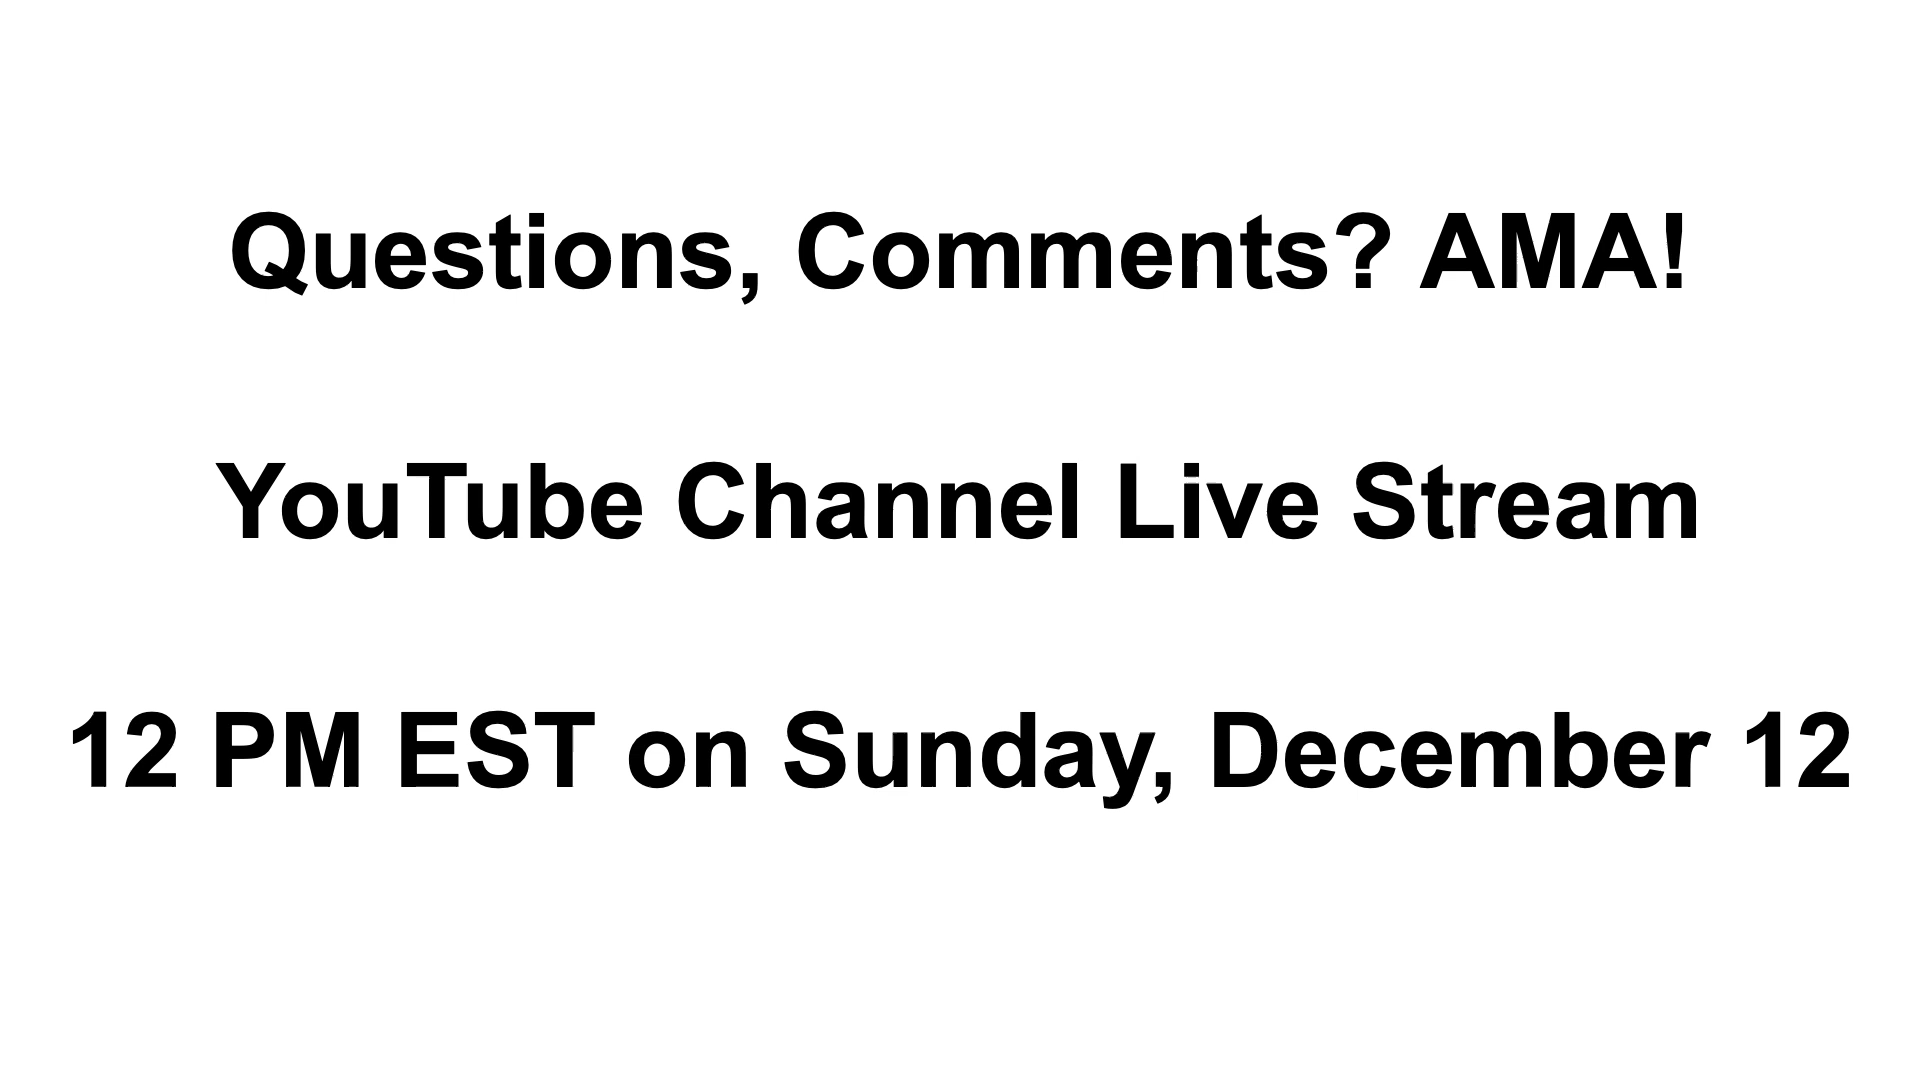 Questions, Comments? AMA!
YouTube Channel Live Stream
12 PM EST on Sunday, December 12